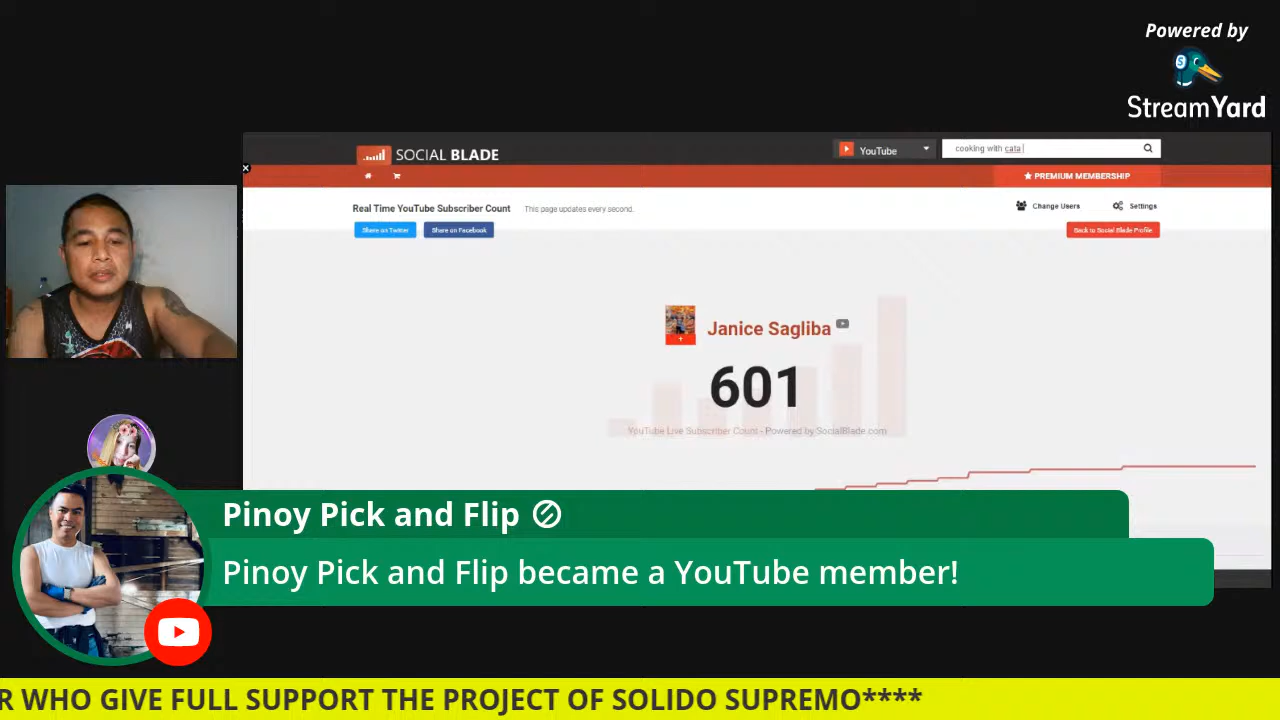 Powered by
StreamYard
SOCIAL BLADE
YouTube
cooking with cata
PREMIUM MEMBERSHIP
Real Time YouTube Subscriber Count
This page updates every second.
Change Users
Settings
Share on Twitter
Share on Facebook
Back to Social Blade Profile
Janice Sagliba
601
YouTube Live Subscriber Count - Powered by SocialBlade.com
Pinoy Pick and Flip
Pinoy Pick and Flip became a YouTube member!
R WHO GIVE FULL SUPPORT THE PROJECT OF SOLIDO SUPREMO****